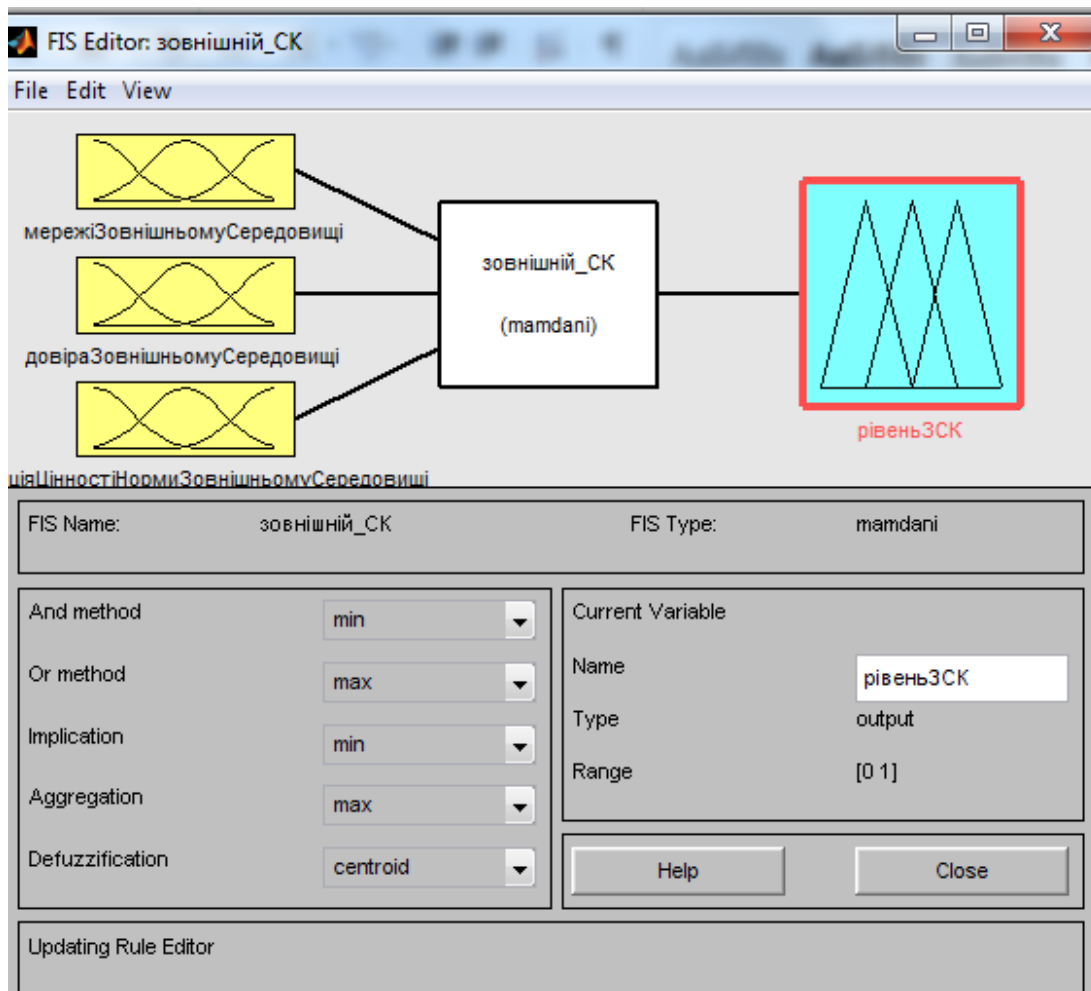 FIS Editor: зовнішній_СК
File Edit View
мережіЗовнішньомуСередовищі
зовнішній_СК
(mamdani)
довіраЗовнішньомуСередовищі
рівеньЗСК
ціяЦінностіНормиЗовнішньомуСередовищі
FIS Name: зовнішній_СК FIS Type: mamdani
And method min
Or method max
Implication min
Aggregation max
Defuzzification centroid
Current Variable
Name рівеньЗСК
Type output
Range [0 1]
Help Close
Updating Rule Editor